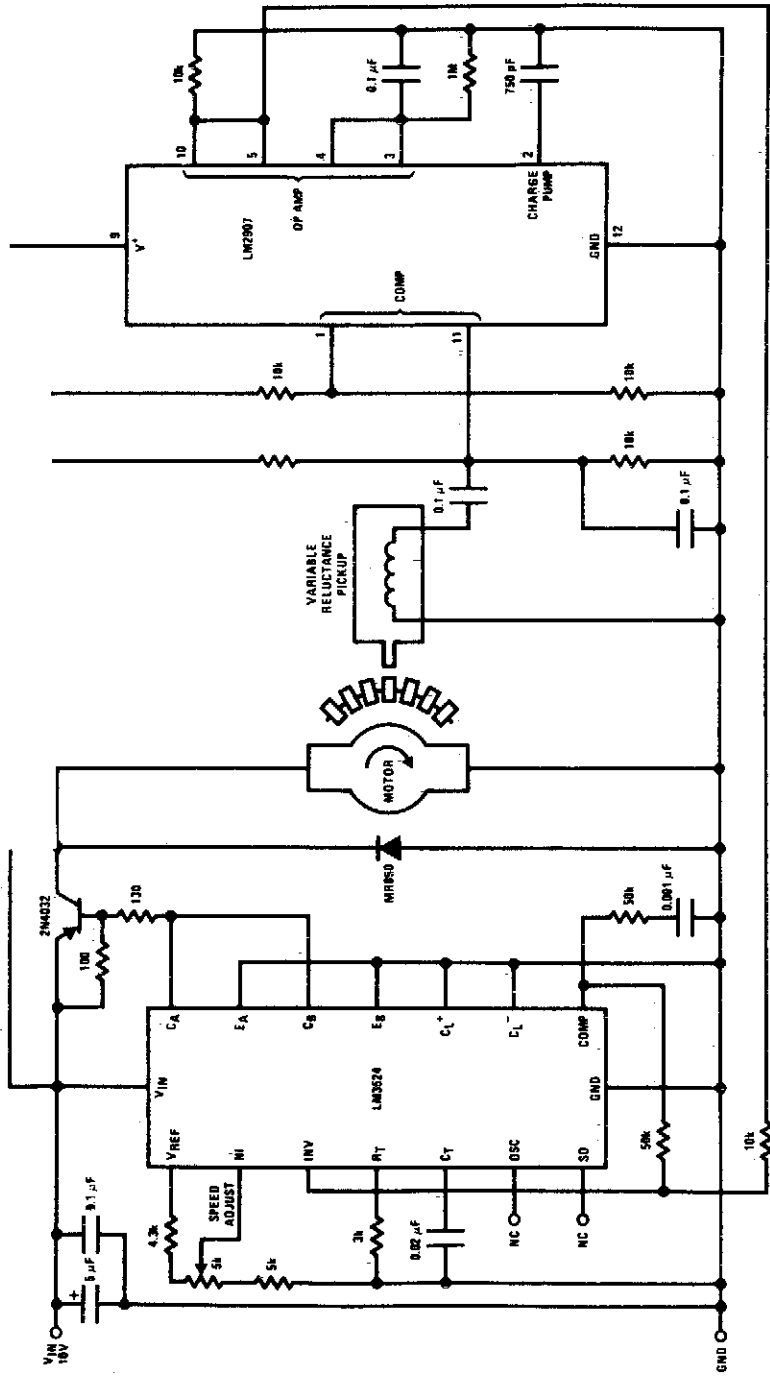 VIN
10V
5 µF
+
0.1 µF
4.3k
5k
SPEED
ADJUST
5k
3k
0.02 µF
NC
NC
GND
VREF
NI
INV
RT
CT
OSC
SD
VIN
LM3524
GND
CA
EA
CB
EB
CL+
CL-
COMP
50k
10k
100
130
2N4032
50k
0.001 µF
MR850
MOTOR
VARIABLE
RELUCTANCE
PICKUP
0.1 µF
0.1 µF
10k
10k
10k
1
11
COMP
9
V+
LM2907
OP AMP
CHARGE
PUMP
GND
12
10
5
4
3
2
10k
0.1 µF
1M
750 pF